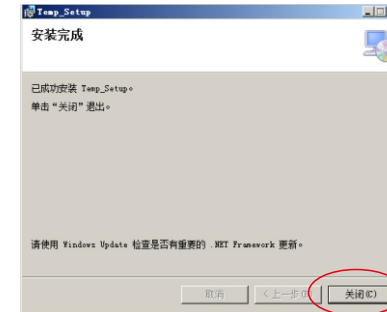 Temp_Setup
安装完成
已成功安装 Temp_Setup。
单击“关闭”退出。
请使用 Windows Update 检查是否有重要的 .NET Framework 更新。
取消
<上一步(P)
关闭(C)